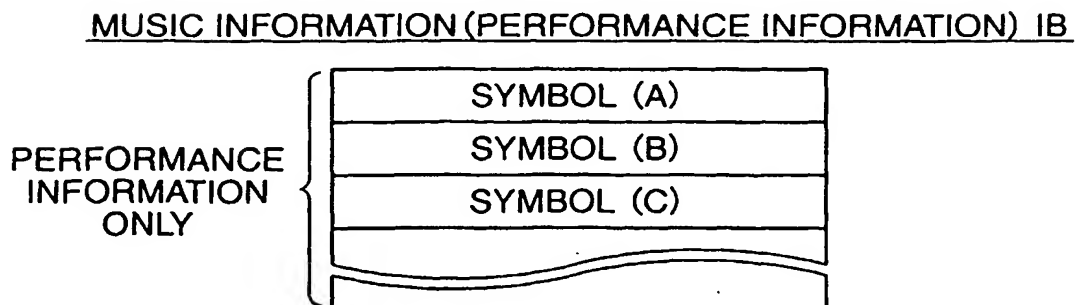 MUSIC INFORMATION (PERFORMANCE INFORMATION) IB
SYMBOL (A)
SYMBOL (B)
SYMBOL (C)
PERFORMANCE
INFORMATION
ONLY